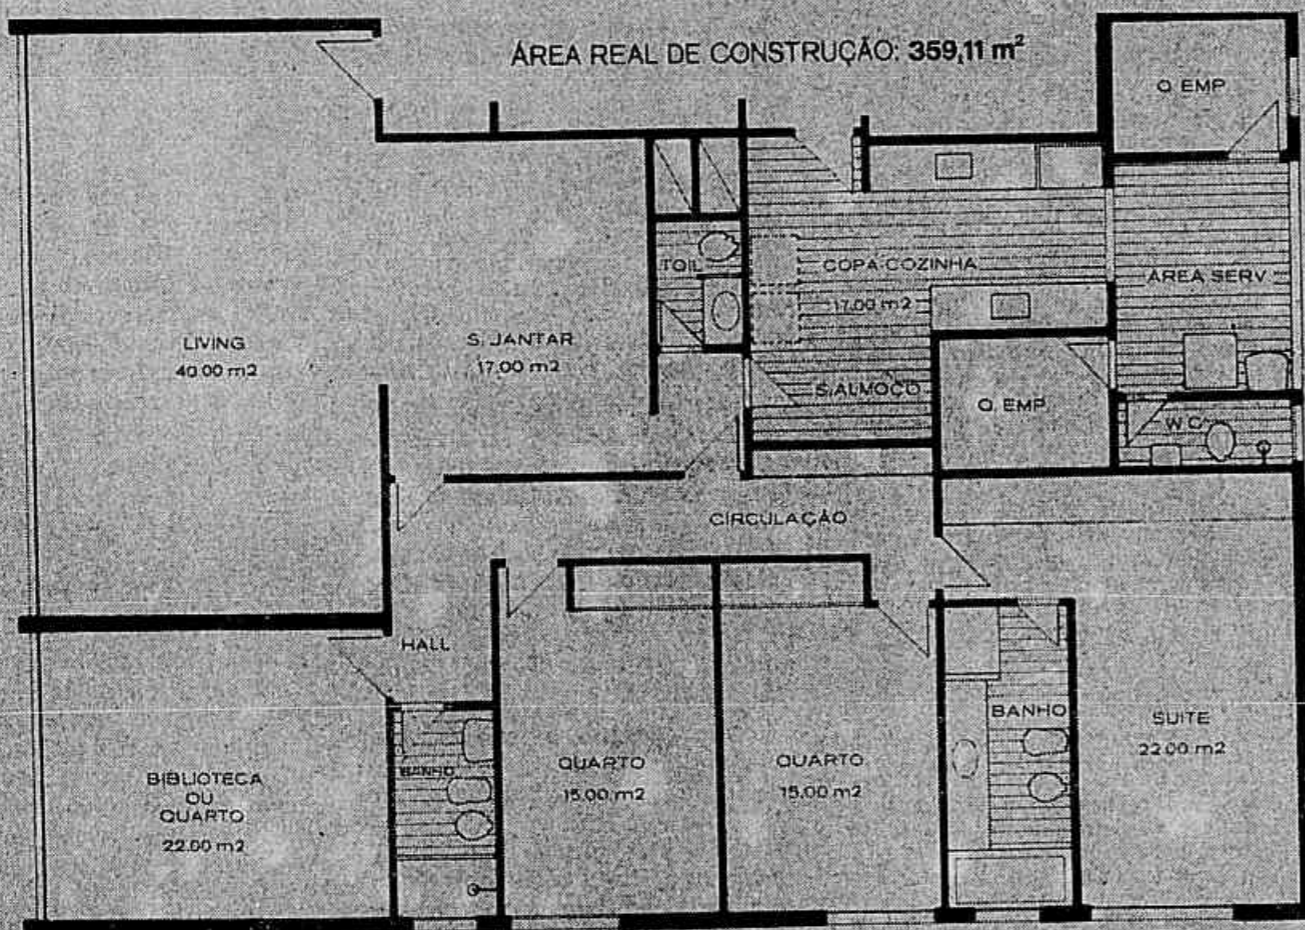 ÁREA REAL DE CONSTRUÇÃO: 359,11 m²
Q. EMP
TOIL
COPA-COZINHA
17.00 m2
ÁREA SERV
LIVING
40.00 m2
S. JANTAR
17.00 m2
S. ALMOÇO
Q. EMP
W.C
CIRCULAÇÃO
HALL
BANHO
SUITE
22.00 m2
BIBLIOTECA
OU
QUARTO
22.00 m2
BANHO
QUARTO
15.00 m2
QUARTO
15.00 m2